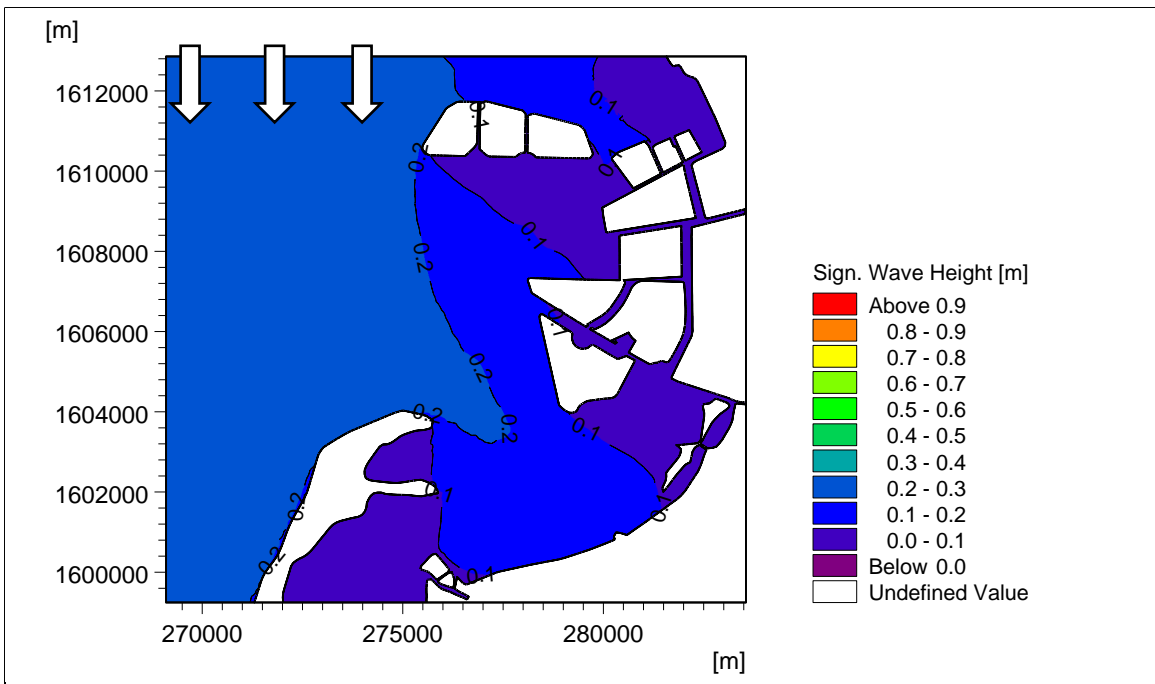 [m]
1612000
1610000
1608000
1606000
1604000
1602000
1600000
270000
275000
280000
[m]
0.1
0.1
0.2
0.1
0.2
0.2
0.2
0.2
0.1
0.1
0.2
0.2
0.1
Sign. Wave Height [m]
Above 0.9
0.8 - 0.9
0.7 - 0.8
0.6 - 0.7
0.5 - 0.6
0.4 - 0.5
0.3 - 0.4
0.2 - 0.3
0.1 - 0.2
0.0 - 0.1
Below 0.0
Undefined Value